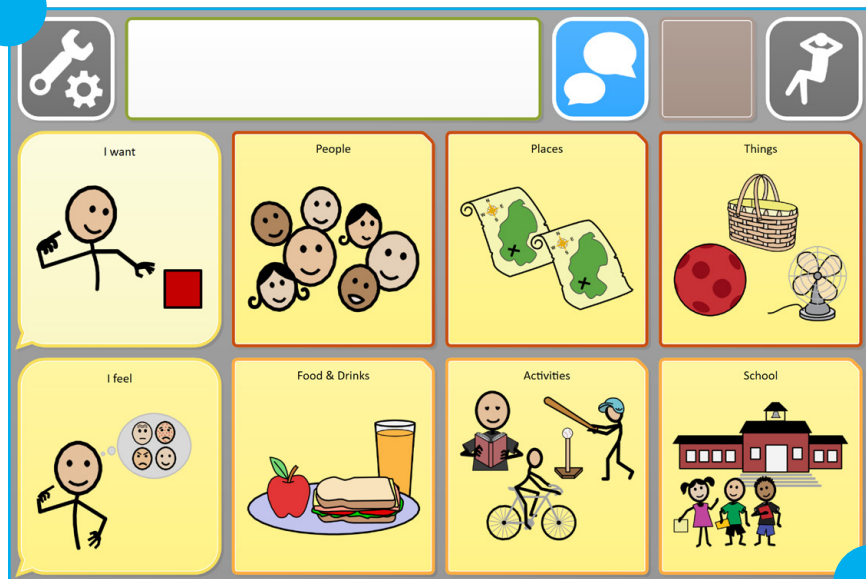 I want
People
Places
Things
I feel
Food & Drinks
Activities
School